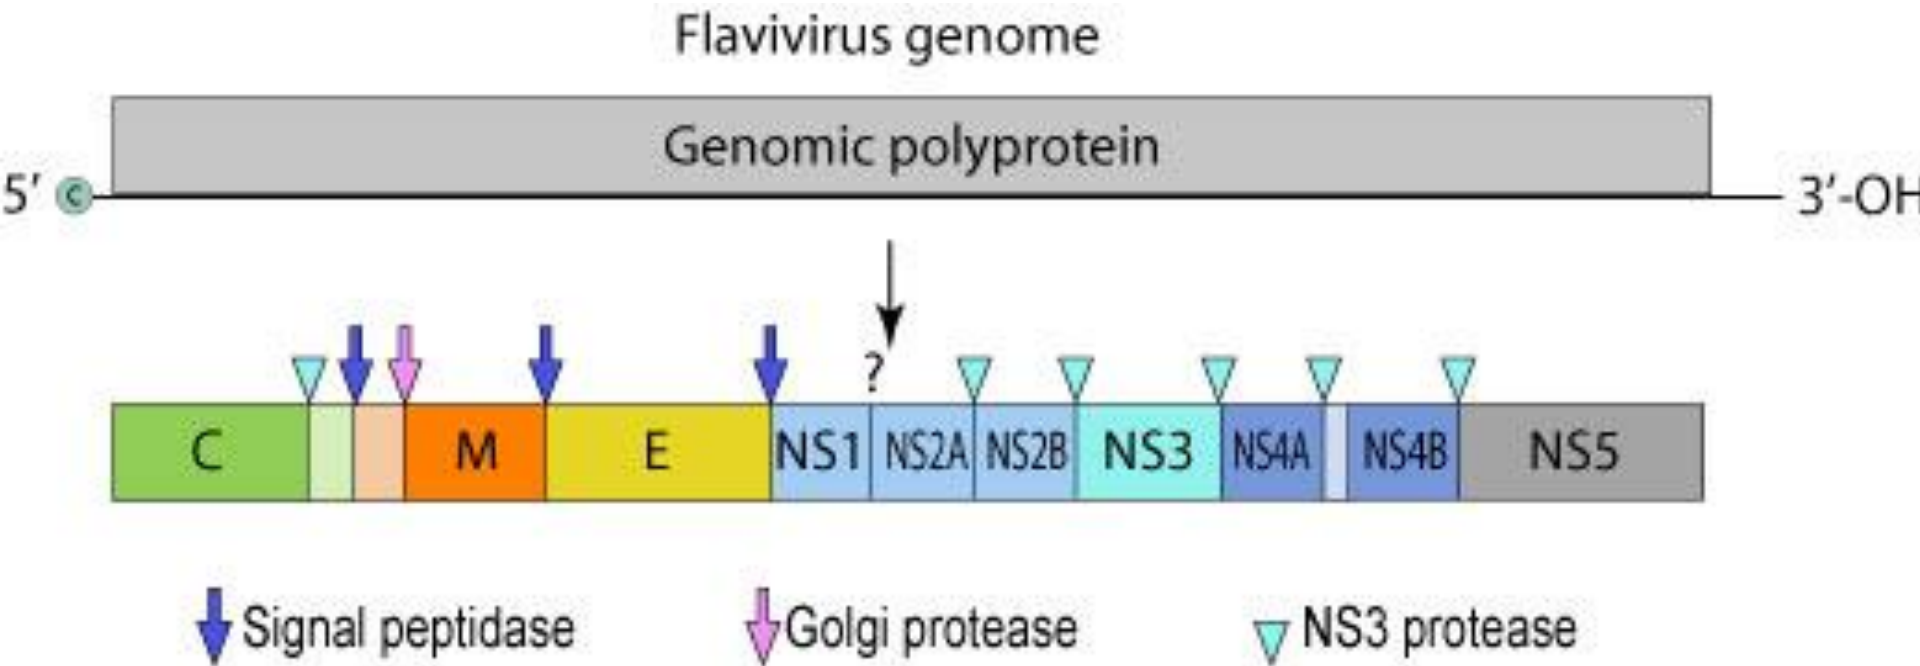 Flavivirus genome
Genomic polyprotein
5′ C 3′-OH
?
C M E NS1 NS2A NS2B NS3 NS4A NS4B NS5
Signal peptidase Golgi protease NS3 protease